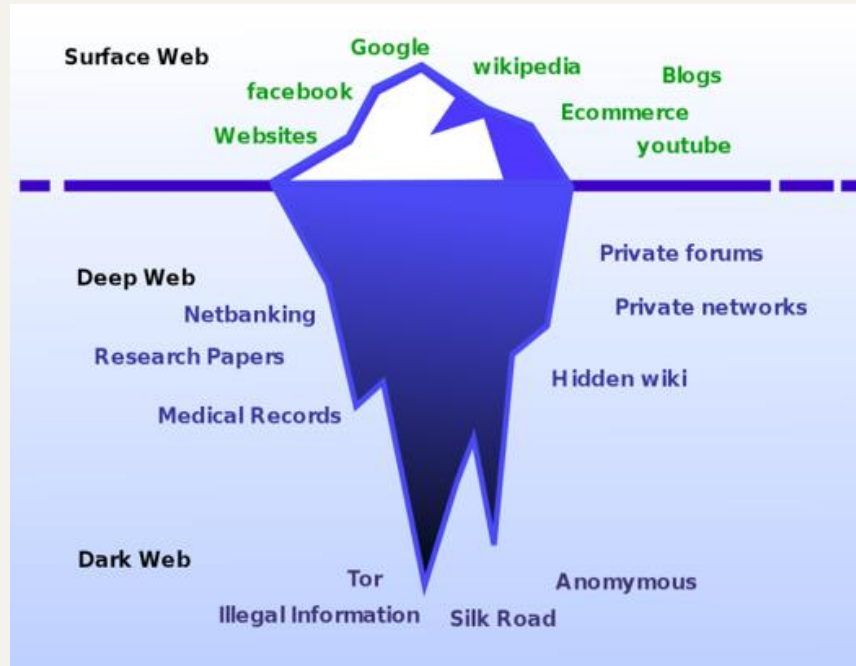 Google
Surface Web
wikipedia
Blogs
facebook
Ecommerce
Websites
youtube
Private forums
Deep Web
Private networks
Netbanking
Research Papers
Hidden wiki
Medical Records
Dark Web
Tor
Anomymous
Illegal Information
Silk Road